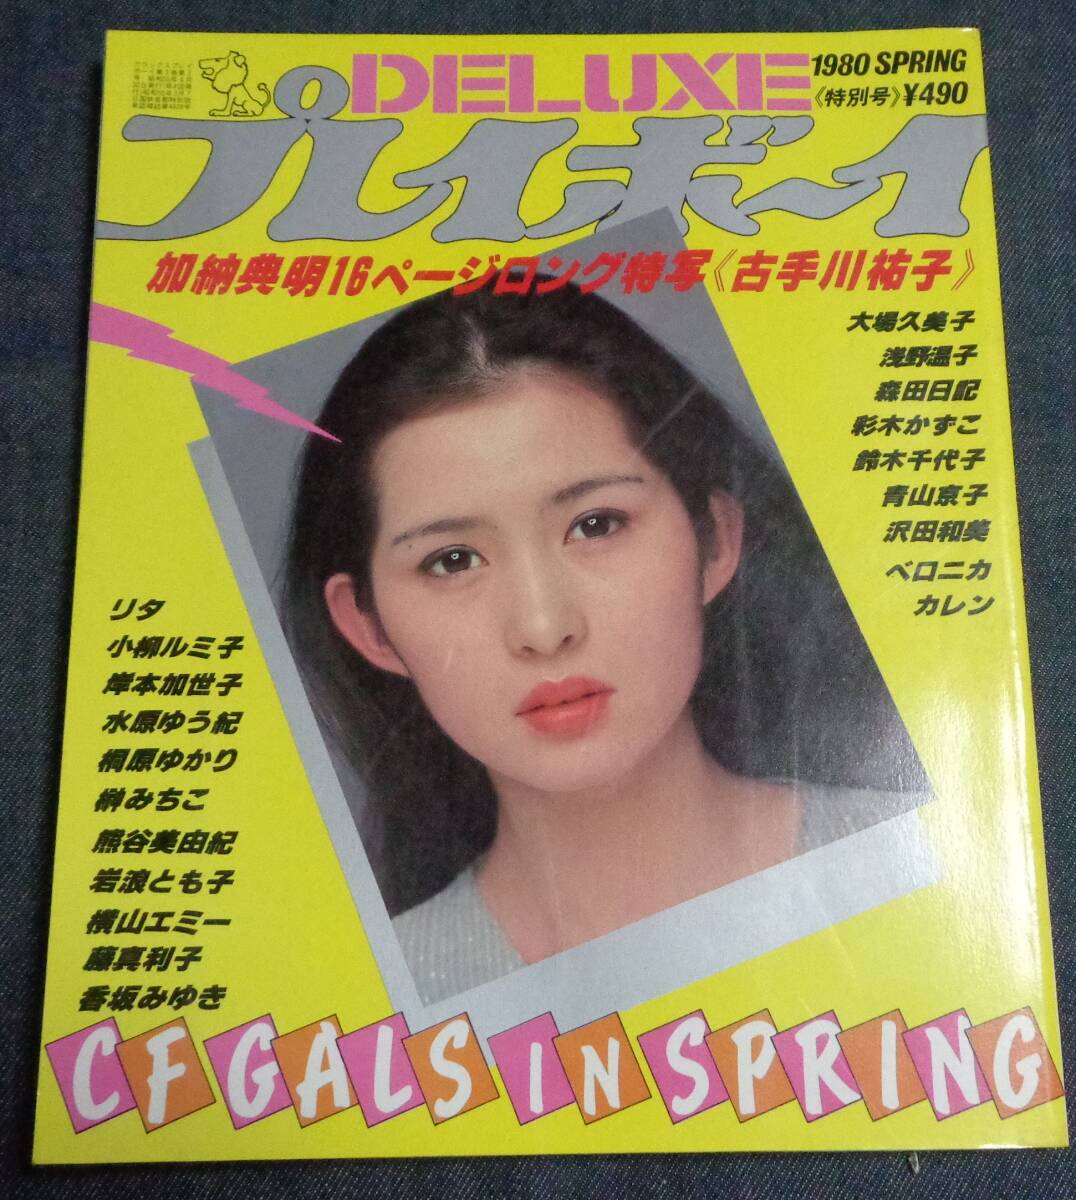 DELUXE
1980 SPRING
《特別号》¥490
プレイボーイ
加納典明16ページロング特写《古手川祐子》
大場久美子
浅野温子
森田日記
彩木かずこ
鈴木千代子
青山京子
沢田和美
ベロニカ
カレン
リタ
小柳ルミ子
岸本加世子
水原ゆう紀
桐原ゆかり
榊みちこ
熊谷美由紀
岩浪とも子
横山エミー
藤真利子
香坂みゆき
CF GALS IN SPRING